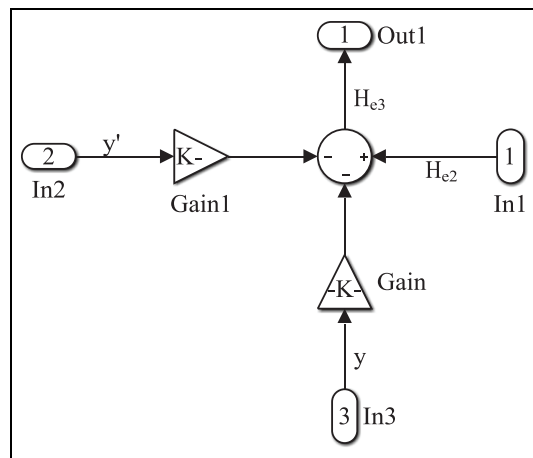 1 Out1
H_e3
2 y' K- - - + 1
-
In2 Gain1 H_e2 In1
-K- Gain
y
3 In3